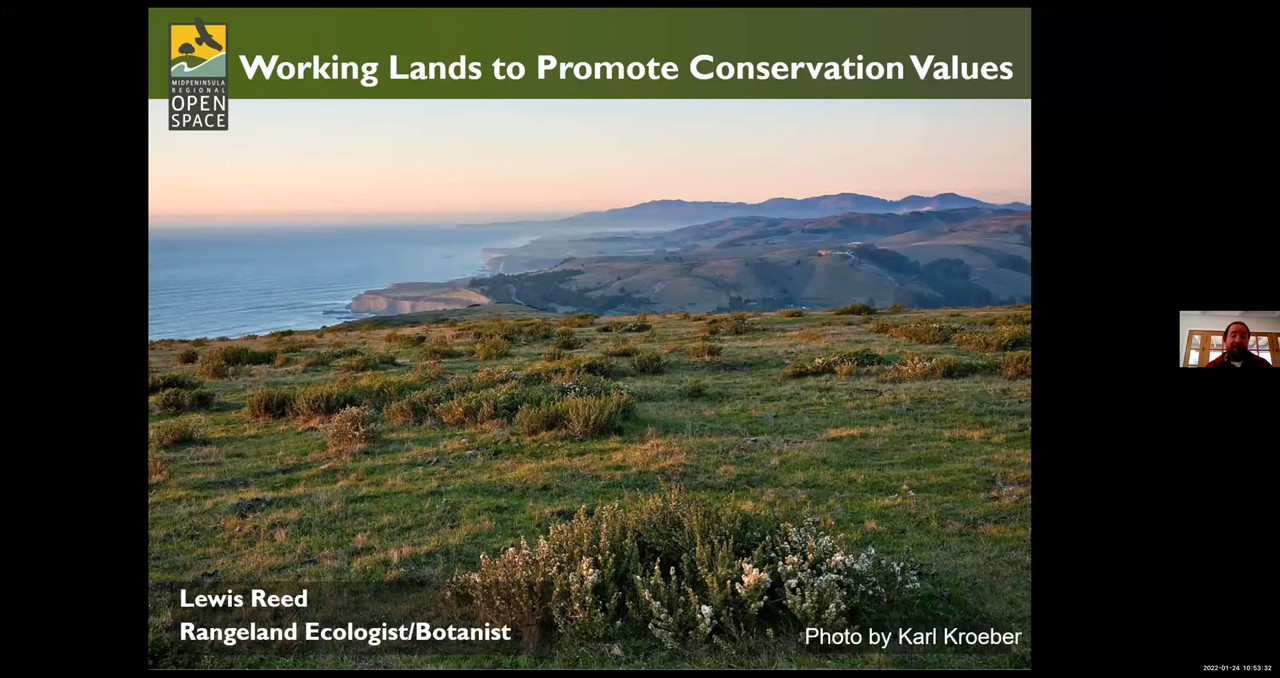 Working Lands to Promote Conservation Values
MIDPENINSULA
REGIONAL
OPEN
SPACE
Lewis Reed
Rangeland Ecologist/Botanist
Photo by Karl Kroeber
2022-01-24 10:53:32